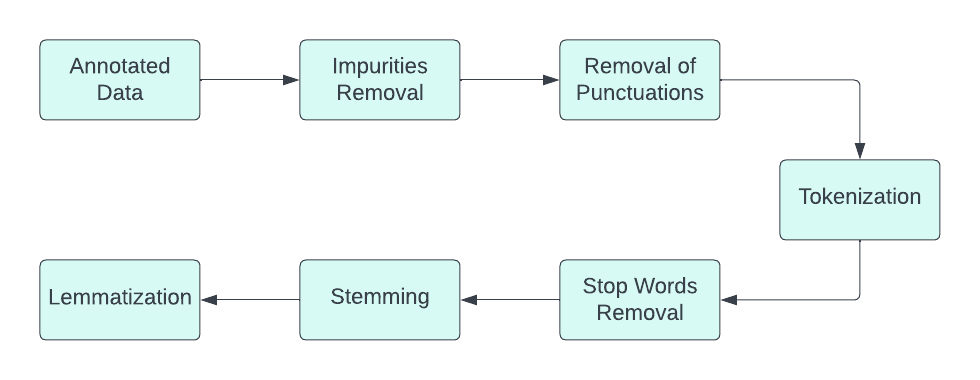 Annotated
Data
Impurities
Removal
Removal of
Punctuations
Tokenization
Stop Words
Removal
Stemming
Lemmatization